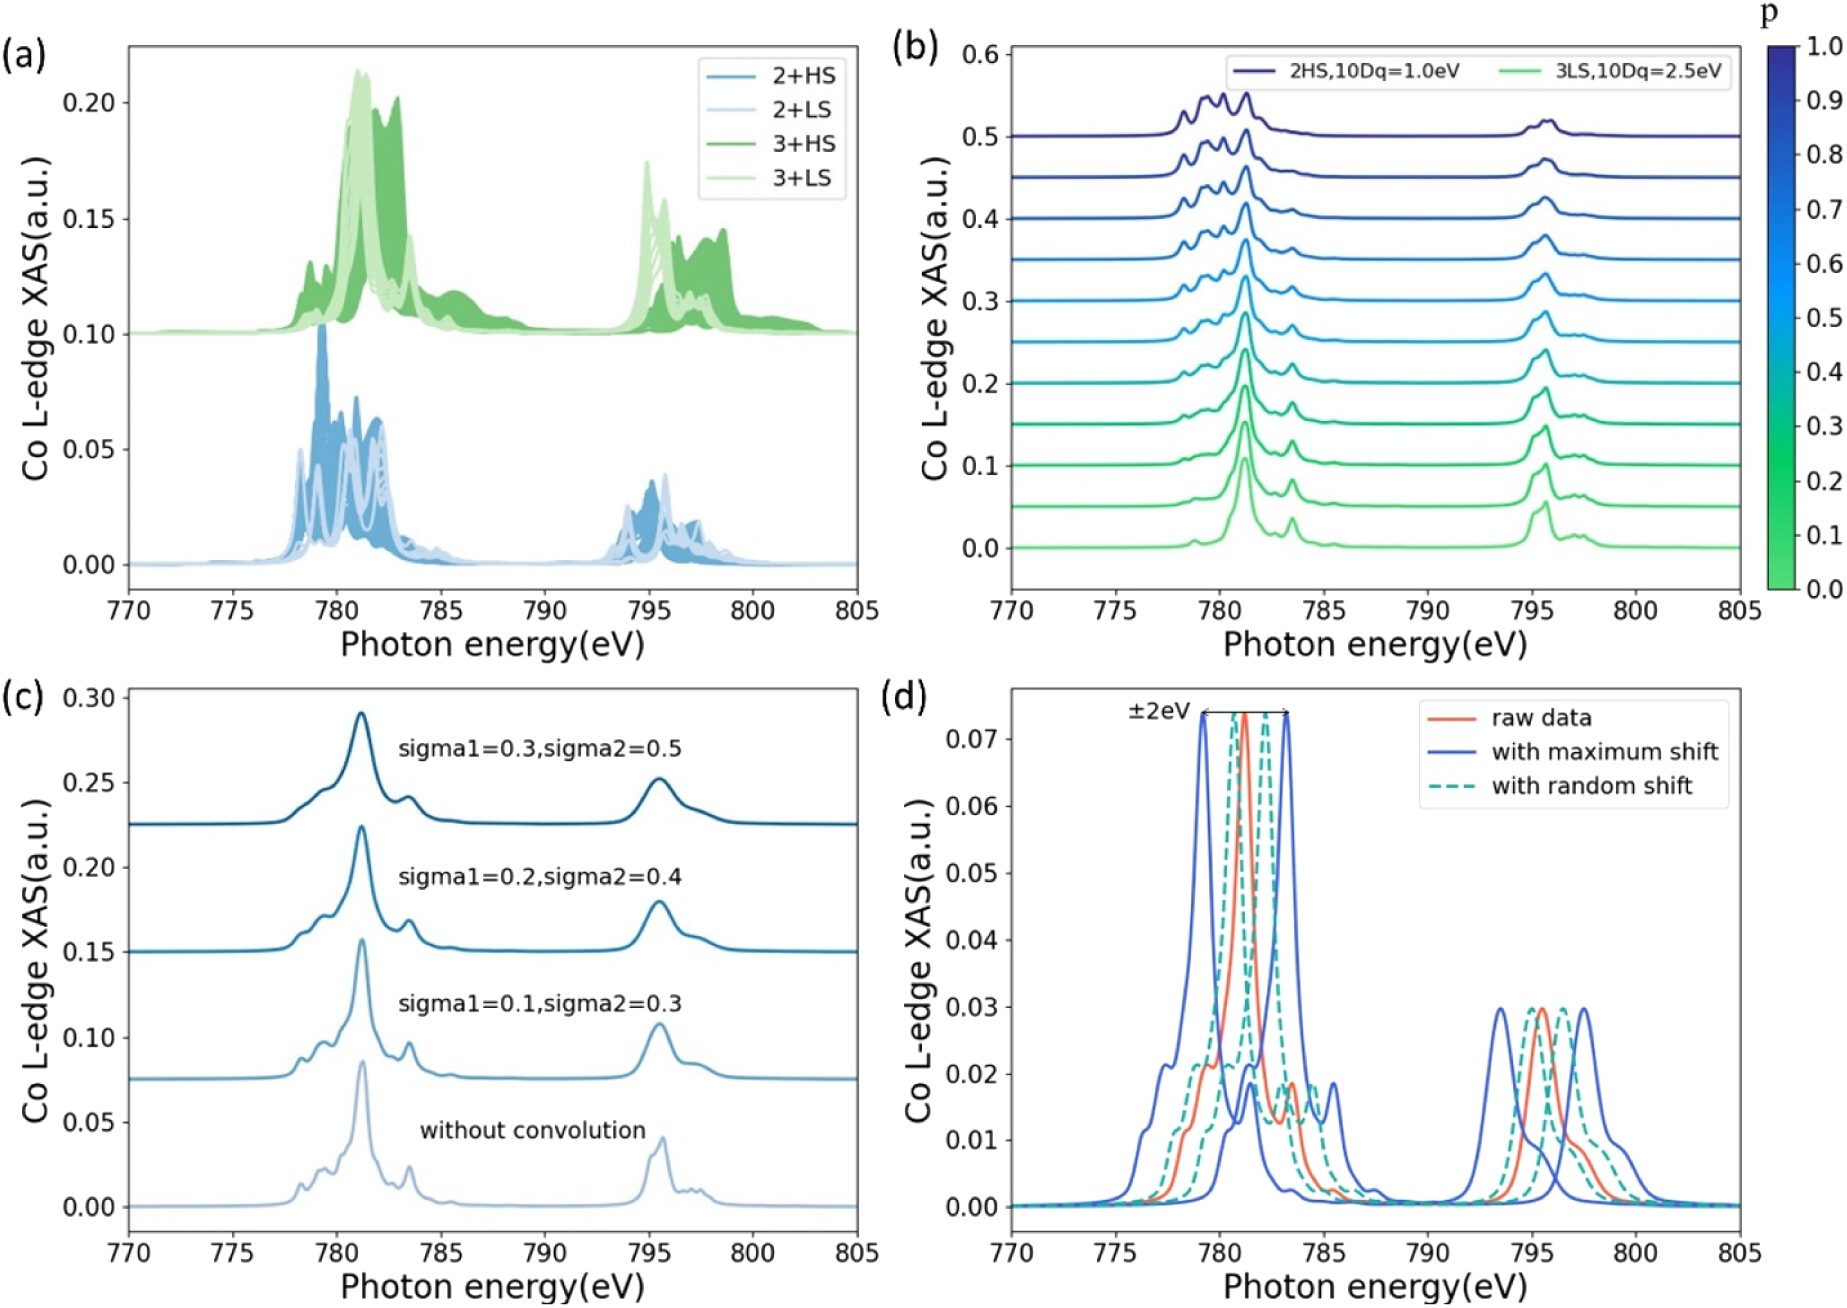 (a)
Co L-edge XAS(a.u.)
0.20
0.15
0.10
0.05
0.00
2+HS
2+LS
3+HS
3+LS
770 775 780 785 790 795 800 805
Photon energy(eV)
(b)
Co L-edge XAS(a.u.)
0.6
0.5
0.4
0.3
0.2
0.1
0.0
2HS,10Dq=1.0eV 3LS,10Dq=2.5eV
770 775 780 785 790 795 800 805
Photon energy(eV)
p
1.0
0.9
0.8
0.7
0.6
0.5
0.4
0.3
0.2
0.1
0.0
(c)
Co L-edge XAS(a.u.)
0.30
0.25
0.20
0.15
0.10
0.05
0.00
sigma1=0.3,sigma2=0.5
sigma1=0.2,sigma2=0.4
sigma1=0.1,sigma2=0.3
without convolution
770 775 780 785 790 795 800 805
Photon energy(eV)
(d)
Co L-edge XAS(a.u.)
0.07
0.06
0.05
0.04
0.03
0.02
0.01
0.00
±2eV
raw data
with maximum shift
with random shift
770 775 780 785 790 795 800 805
Photon energy(eV)